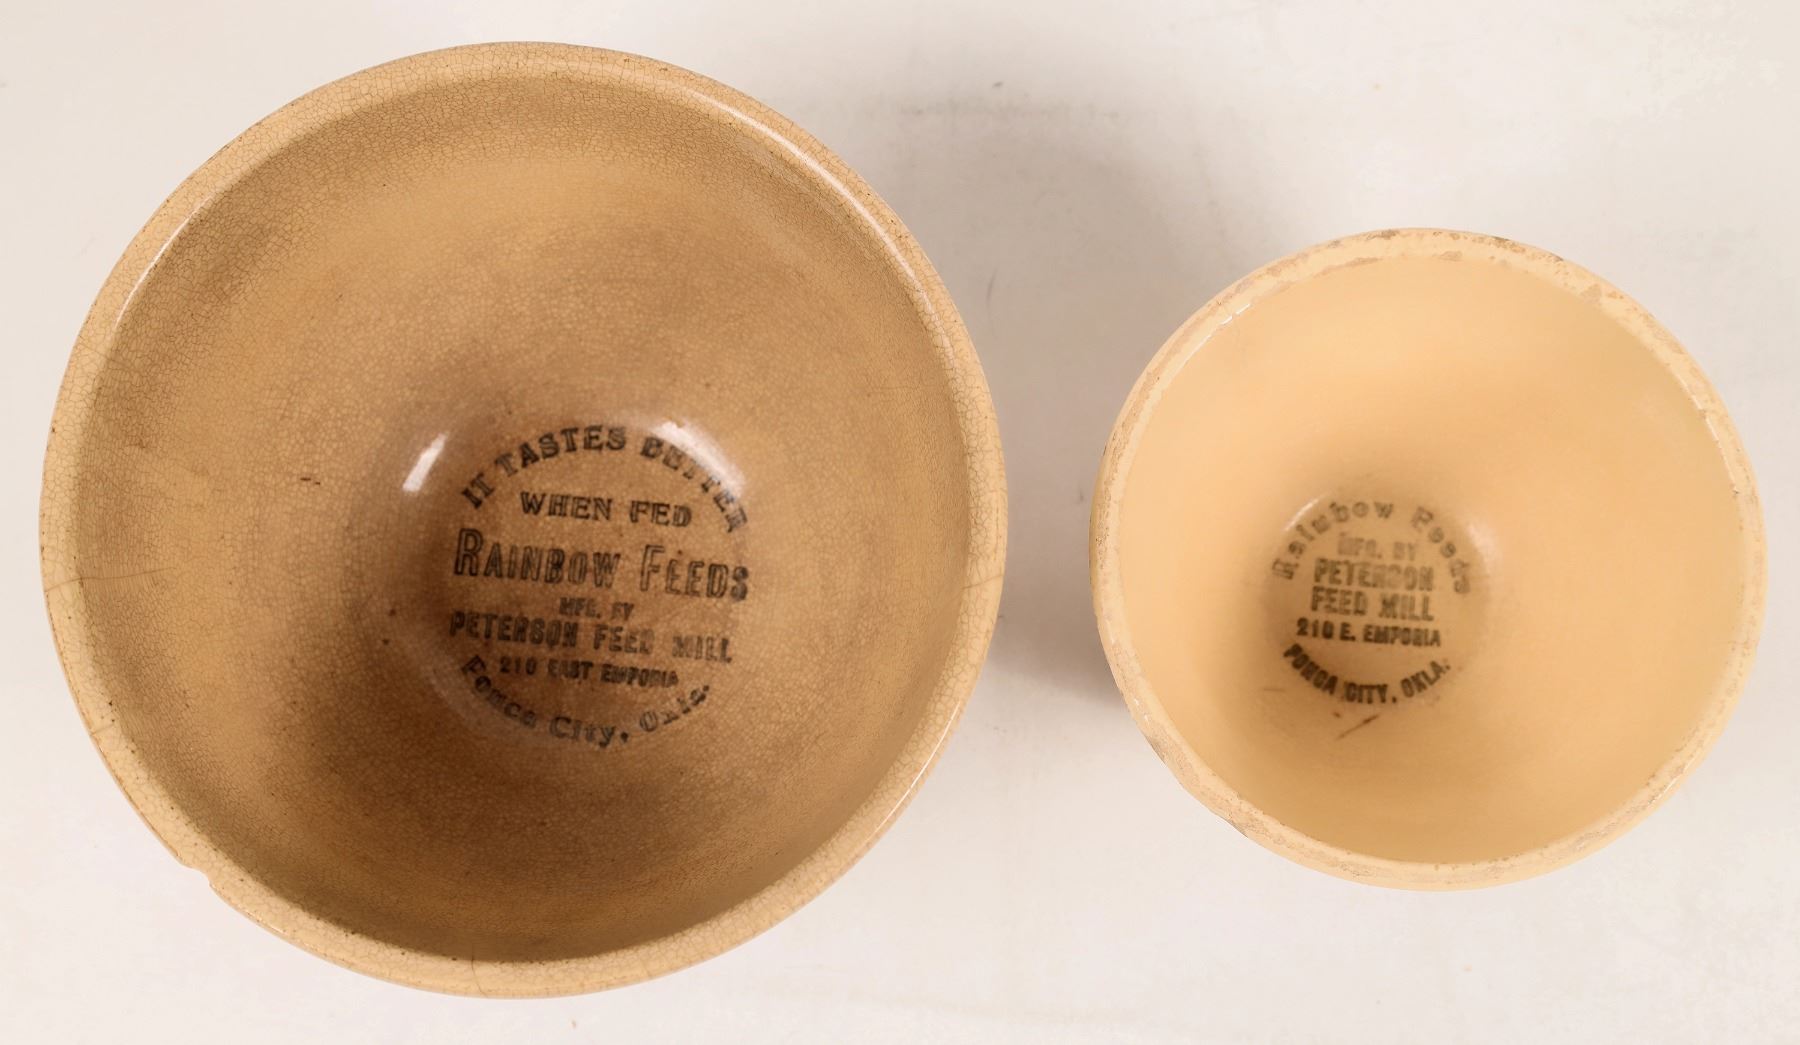 IT TASTES BETTER
WHEN FED
RAINBOW FEEDS
MFG. BY
PETERSON FEED MILL
210 EAST EMPORIA
Ponca City, Okla.
Rainbow Feeds
MFG. BY
PETERSON
FEED MILL
210 E. EMPORIA
PONCA CITY, OKLA.